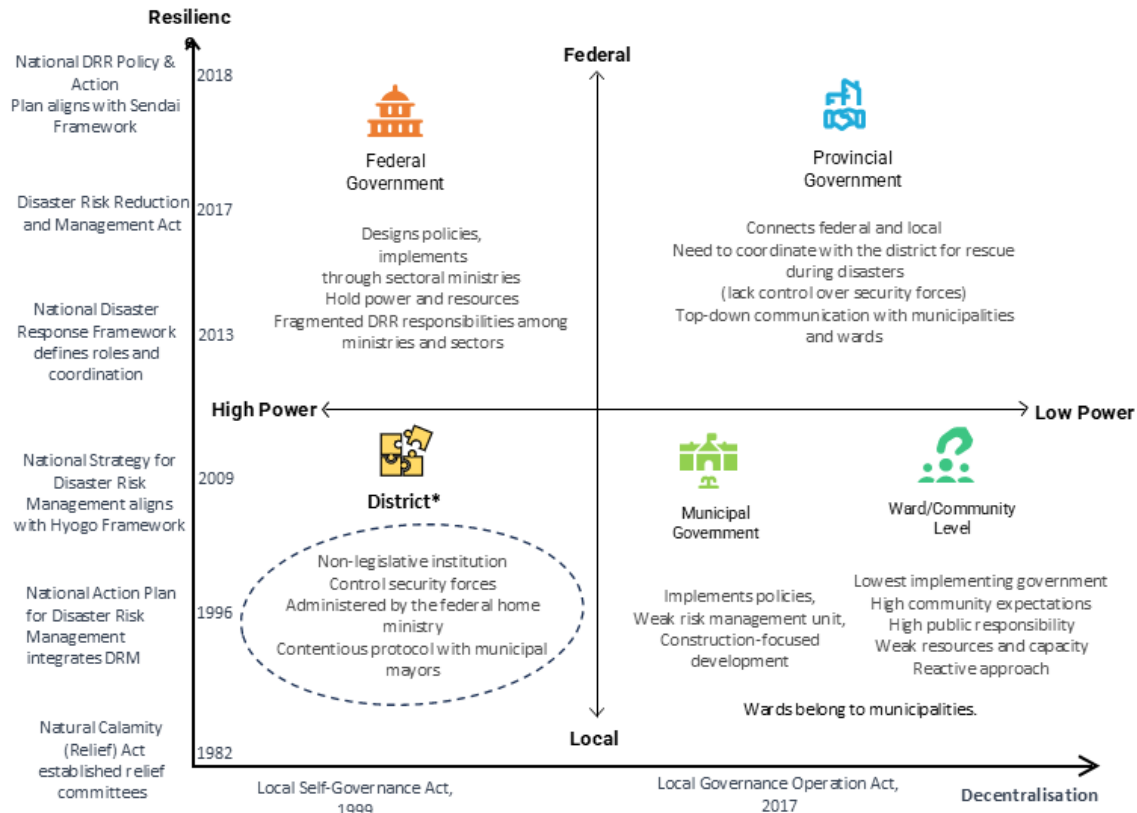 Resilienc
e
National DRR Policy &
Action
Plan aligns with Sendai
Framework
2018
Disaster Risk Reduction
and Management Act
2017
National Disaster
Response Framework
defines roles and
coordination
2013
National Strategy for
Disaster Risk
Management aligns
with Hyogo Framework
2009
National Action Plan
for Disaster Risk
Management
integrates DRM
1996
Natural Calamity
(Relief) Act
established relief
committees
1982
Federal
Federal
Government
Designs policies,
implements
through sectoral ministries
Hold power and resources
Fragmented DRR responsibilities among
ministries and sectors
Provincial
Government
Connects federal and local
Need to coordinate with the district for rescue
during disasters
(lack control over security forces)
Top-down communication with municipalities
and wards
High Power
Low Power
District*
Non-legislative institution
Control security forces
Administered by the federal home
ministry
Contentious protocol with municipal
mayors
Municipal
Government
Implements policies,
Weak risk management unit,
Construction-focused
development
Ward/Community
Level
Lowest implementing government
High community expectations
High public responsibility
Weak resources and capacity
Reactive approach
Wards belong to municipalities.
Local
Local Self-Governance Act,
1999
Local Governance Operation Act,
2017
Decentralisation